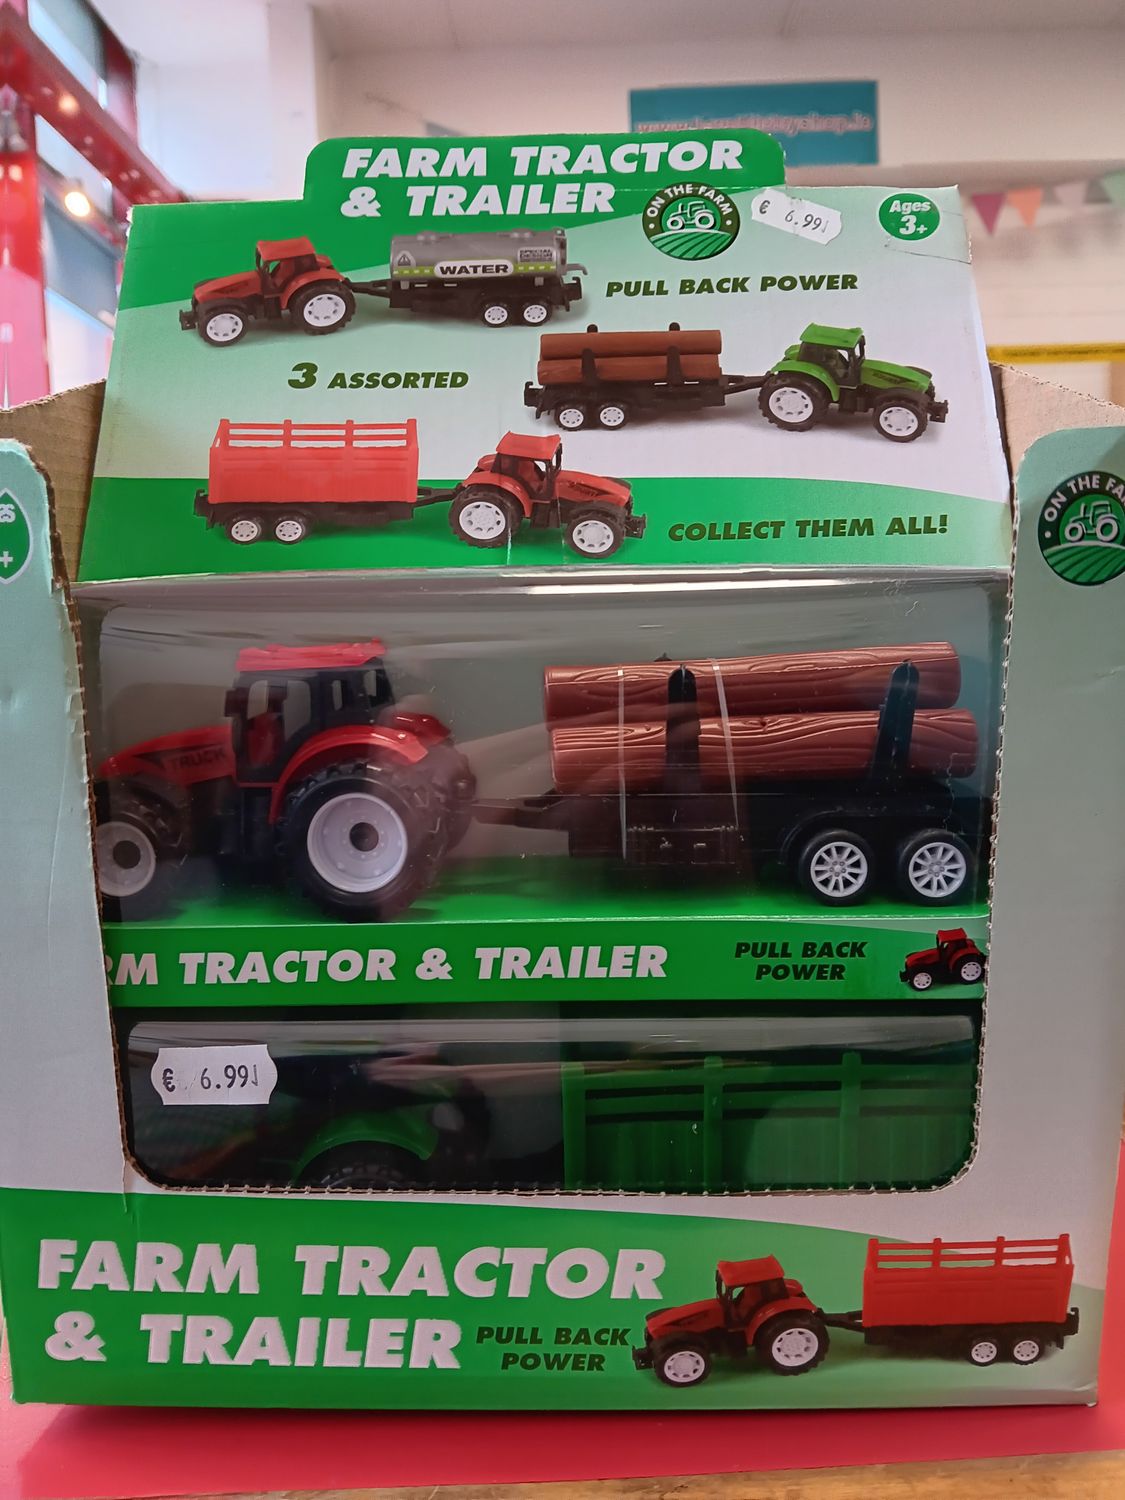 FARM TRACTOR
& TRAILER
ON THE FARM
€ 6.99
Ages
3+
WATER
PULL BACK POWER
3 ASSORTED
COLLECT THEM ALL!
ON THE FA
+
TRUCK
RM TRACTOR & TRAILER
PULL BACK
POWER
€ 6.99
FARM TRACTOR
& TRAILER
PULL BACK
POWER